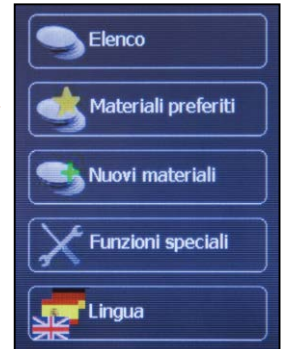 Elenco
Materiali preferiti
Nuovi materiali
Funzioni speciali
Lingua